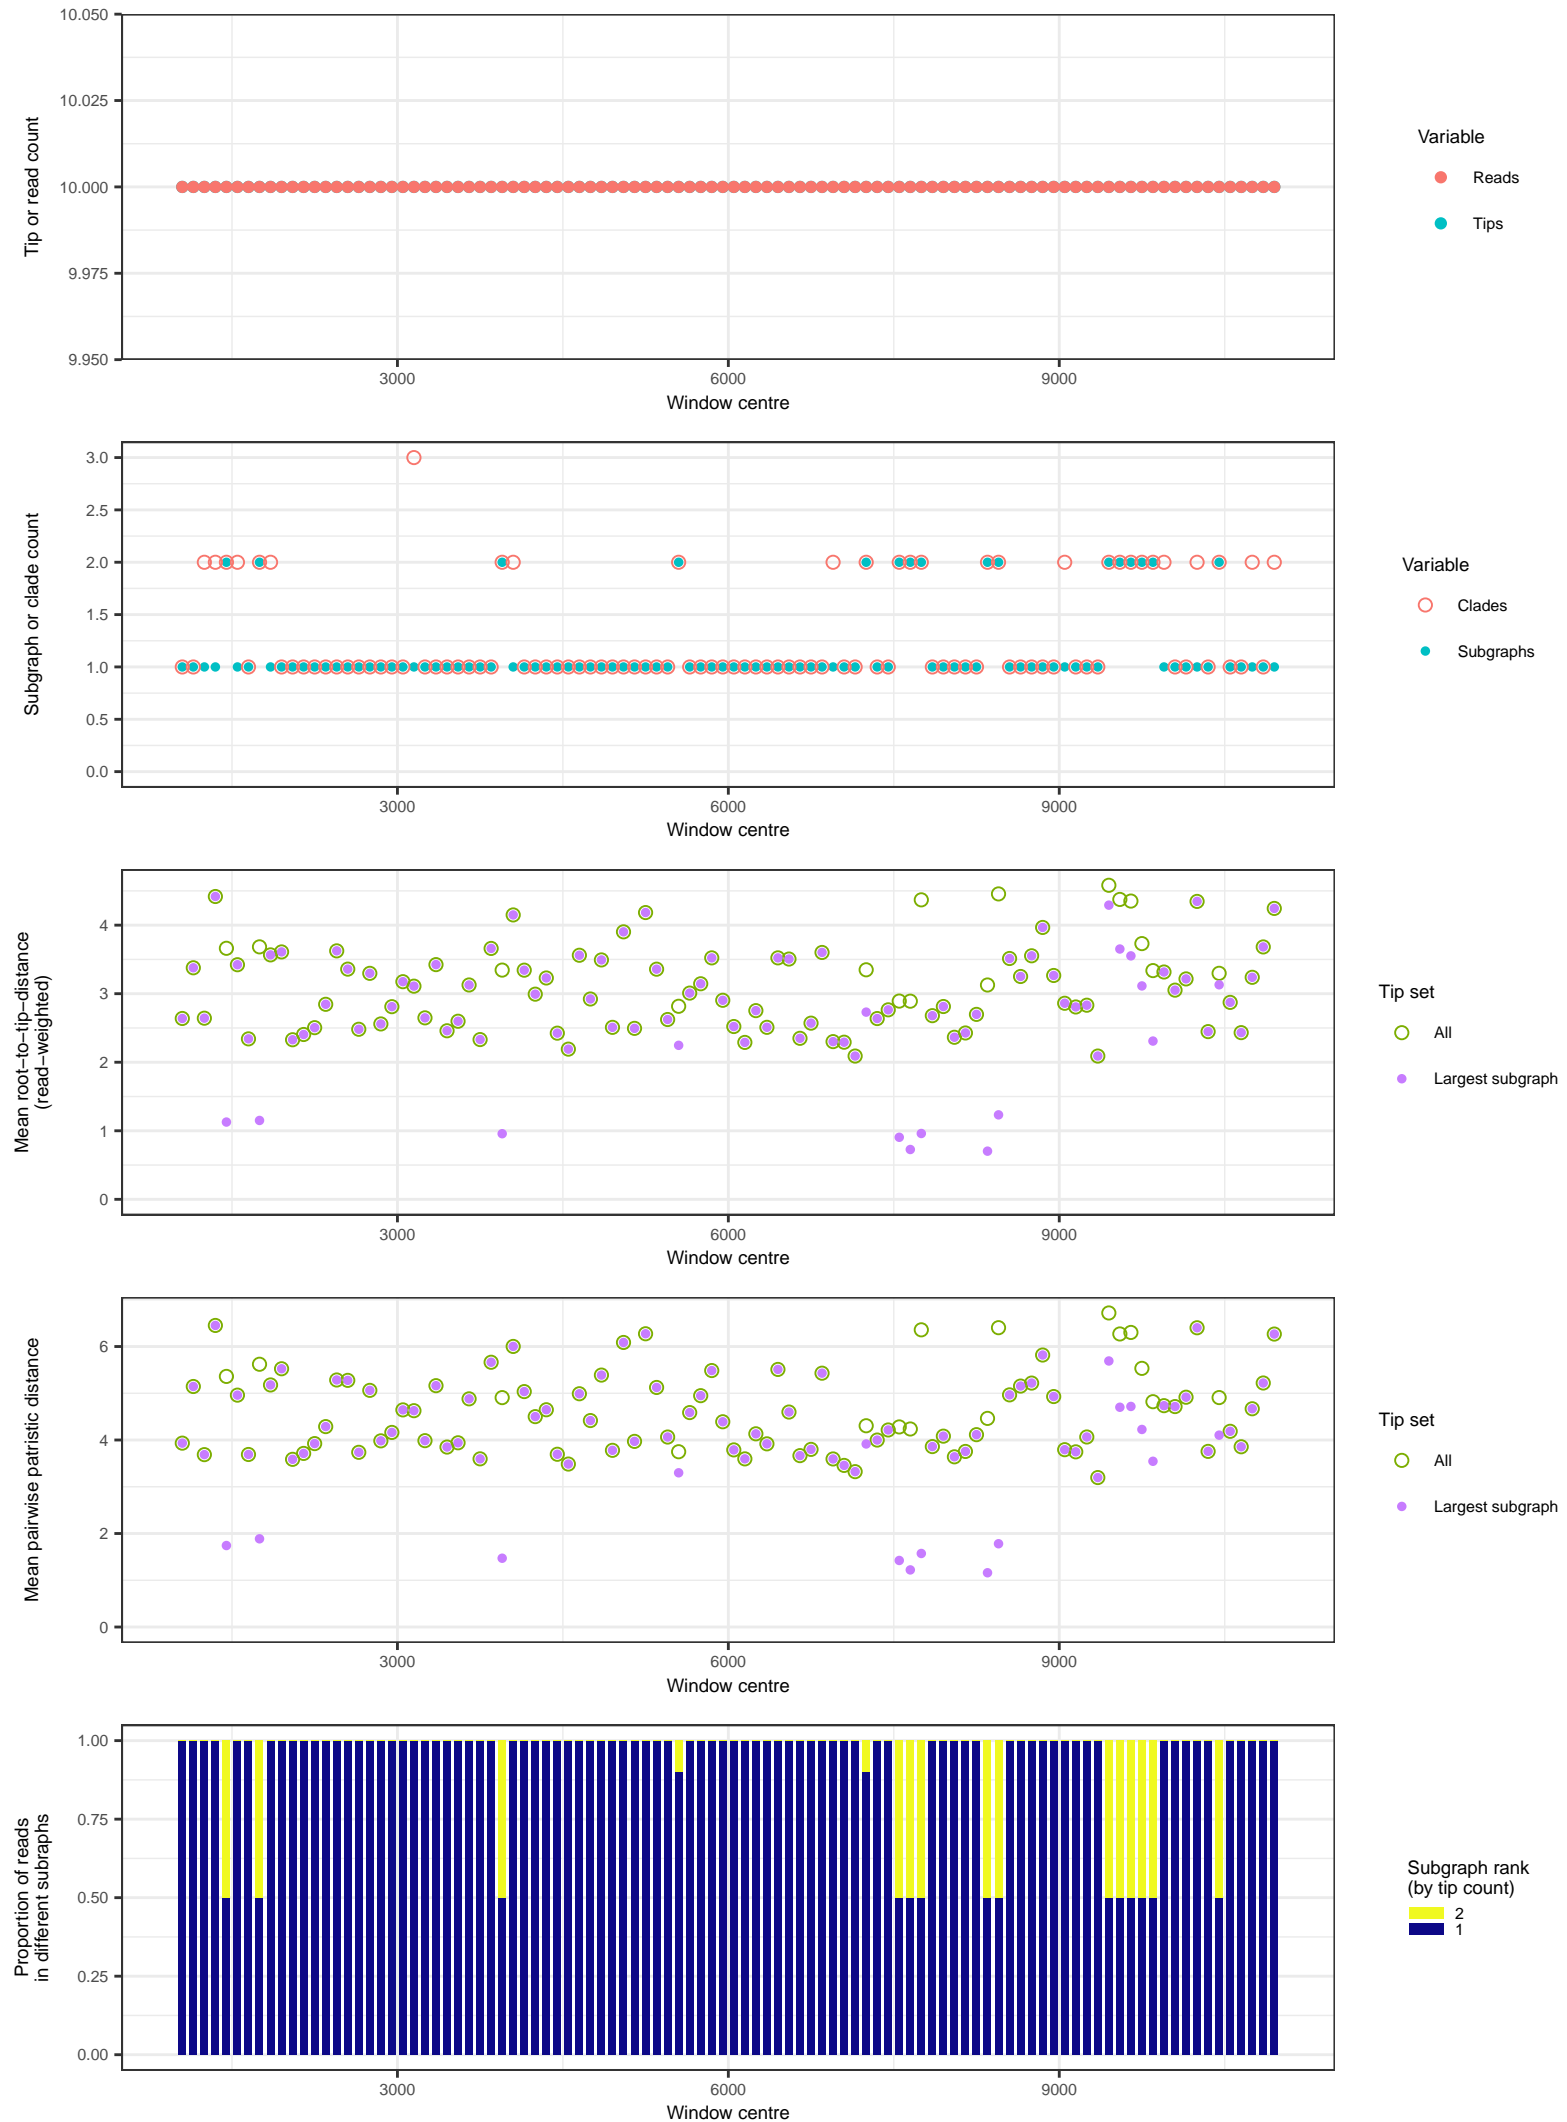 10.050
10.025
10.000
9.975
9.950
Tip or read count
3000 6000 9000
Window centre
Variable
Reads
Tips
3.0
2.5
2.0
1.5
1.0
0.5
0.0
Subgraph or clade count
3000 6000 9000
Window centre
Variable
Clades
Subgraphs
4
3
2
1
0
Mean root−to−tip−distance
(read−weighted)
3000 6000 9000
Window centre
Tip set
All
Largest subgraph
6
4
2
0
Mean pairwise patristic distance
3000 6000 9000
Window centre
Tip set
All
Largest subgraph
1.00
0.75
0.50
0.25
0.00
Proportion of reads
in different subraphs
3000 6000 9000
Window centre
Subgraph rank
(by tip count)
2
1